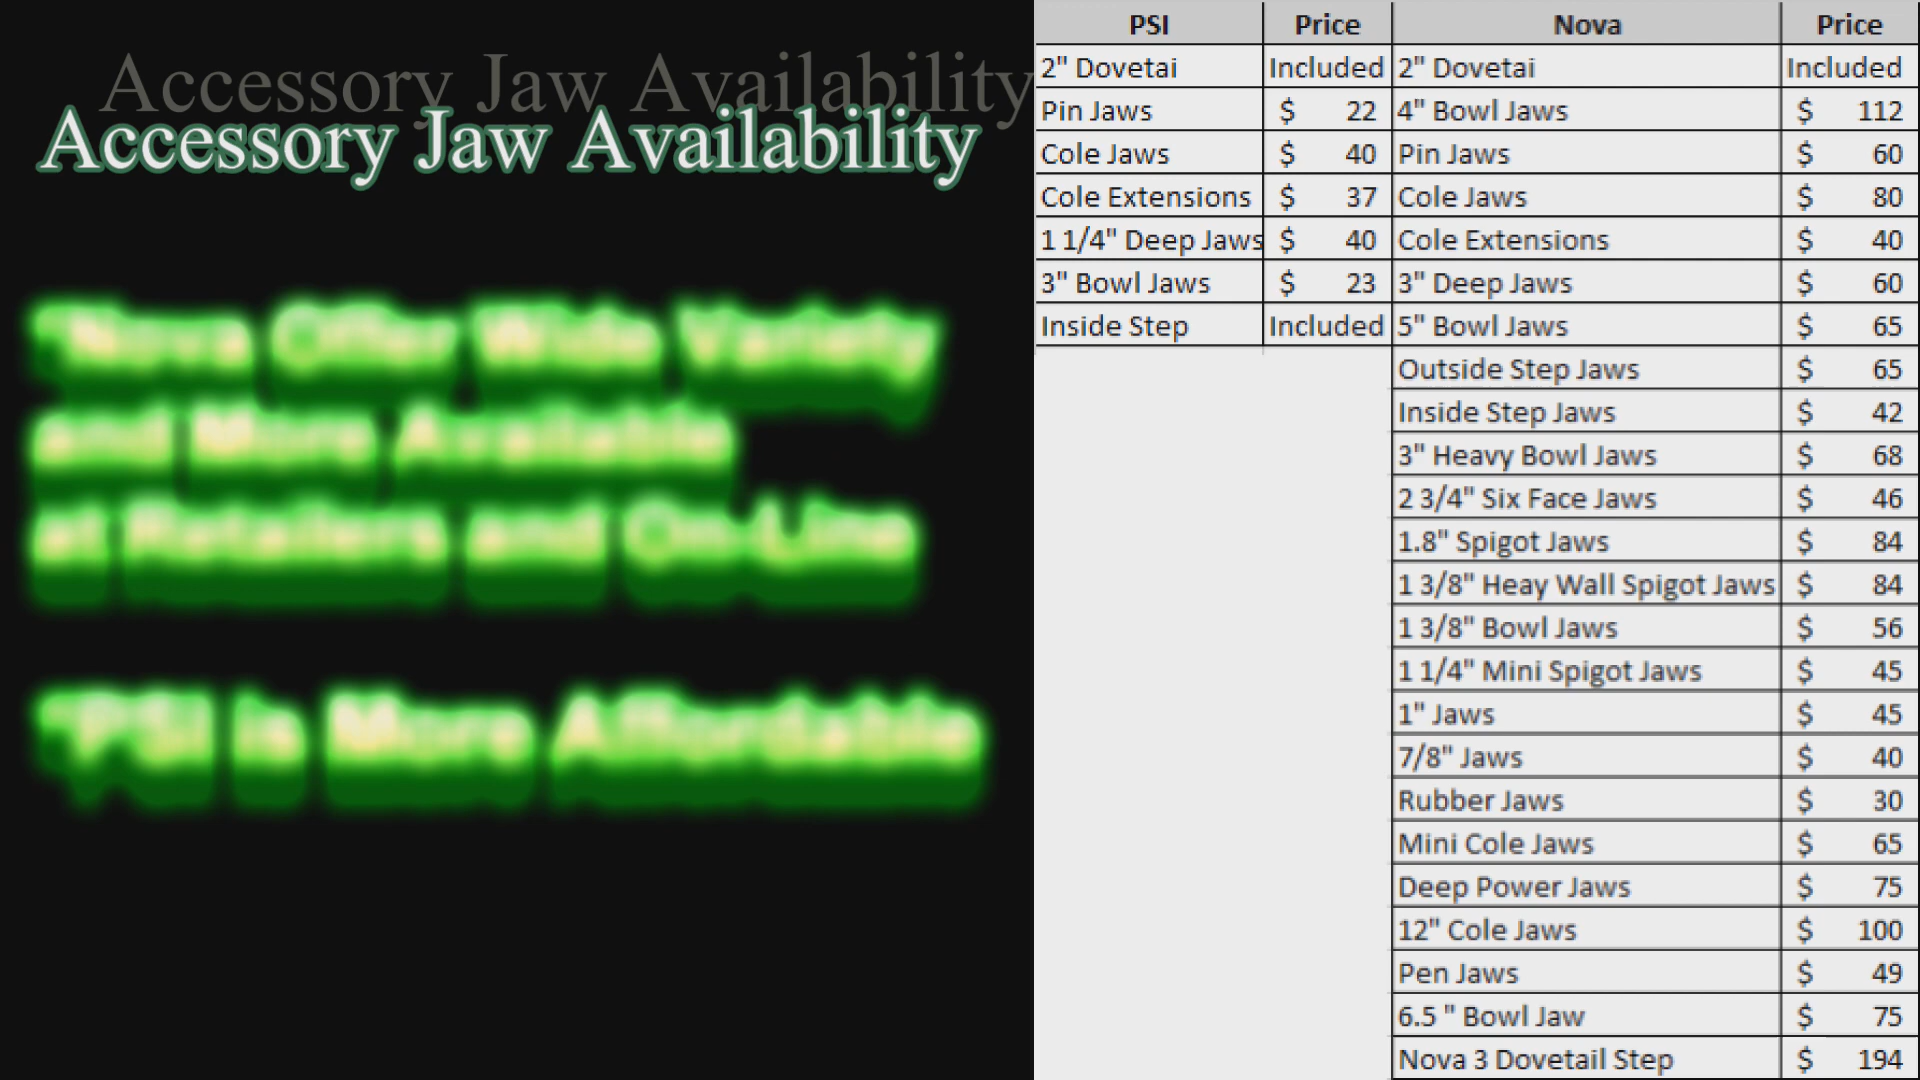 Accessory Jaw Availability
Accessory Jaw Availability
PSI Price Nova Price
2" Dovetai Included 2" Dovetai Included
Pin Jaws $ 22 4" Bowl Jaws $ 112
Cole Jaws $ 40 Pin Jaws $ 60
Cole Extensions $ 37 Cole Jaws $ 80
1 1/4" Deep Jaws $ 40 Cole Extensions $ 40
3" Bowl Jaws $ 23 3" Deep Jaws $ 60
Inside Step Included 5" Bowl Jaws $ 65
Outside Step Jaws $ 65
Inside Step Jaws $ 42
3" Heavy Bowl Jaws $ 68
2 3/4" Six Face Jaws $ 46
1.8" Spigot Jaws $ 84
1 3/8" Heay Wall Spigot Jaws $ 84
1 3/8" Bowl Jaws $ 56
1 1/4" Mini Spigot Jaws $ 45
1" Jaws $ 45
7/8" Jaws $ 40
Rubber Jaws $ 30
Mini Cole Jaws $ 65
Deep Power Jaws $ 75
12" Cole Jaws $ 100
Pen Jaws $ 49
6.5 " Bowl Jaw $ 75
Nova 3 Dovetail Step $ 194